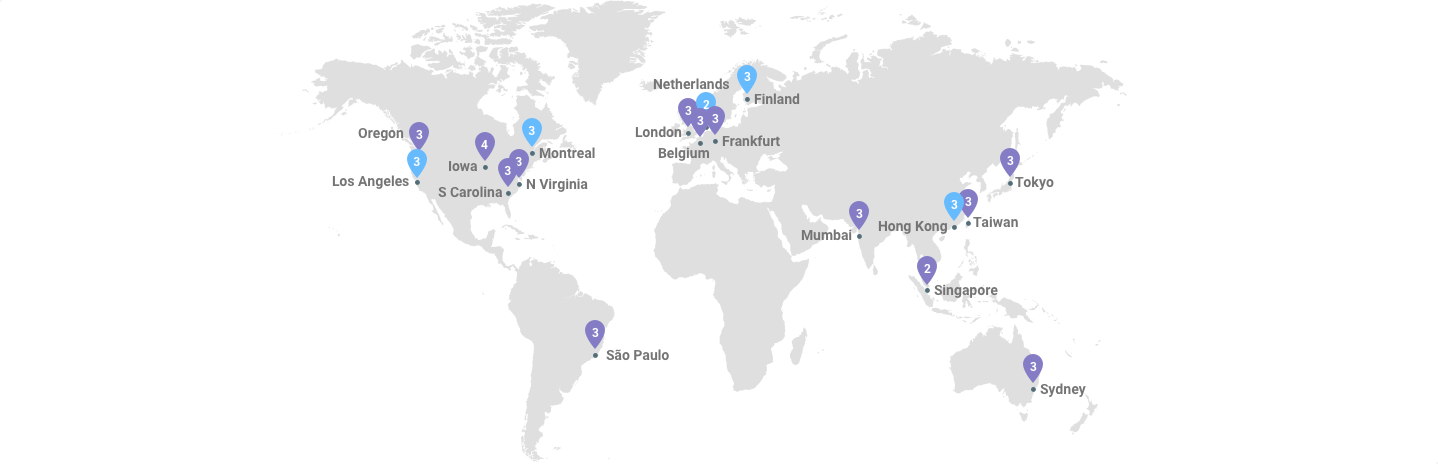 3
Netherlands
Finland
2
3
3
3
London
Belgium
Frankfurt
Oregon
3
4
Iowa
3
Montreal
3
Los Angeles
3
3
S Carolina
N Virginia
3
Tokyo
3
Mumbai
3
3
Hong Kong
Taiwan
2
Singapore
3
São Paulo
3
Sydney